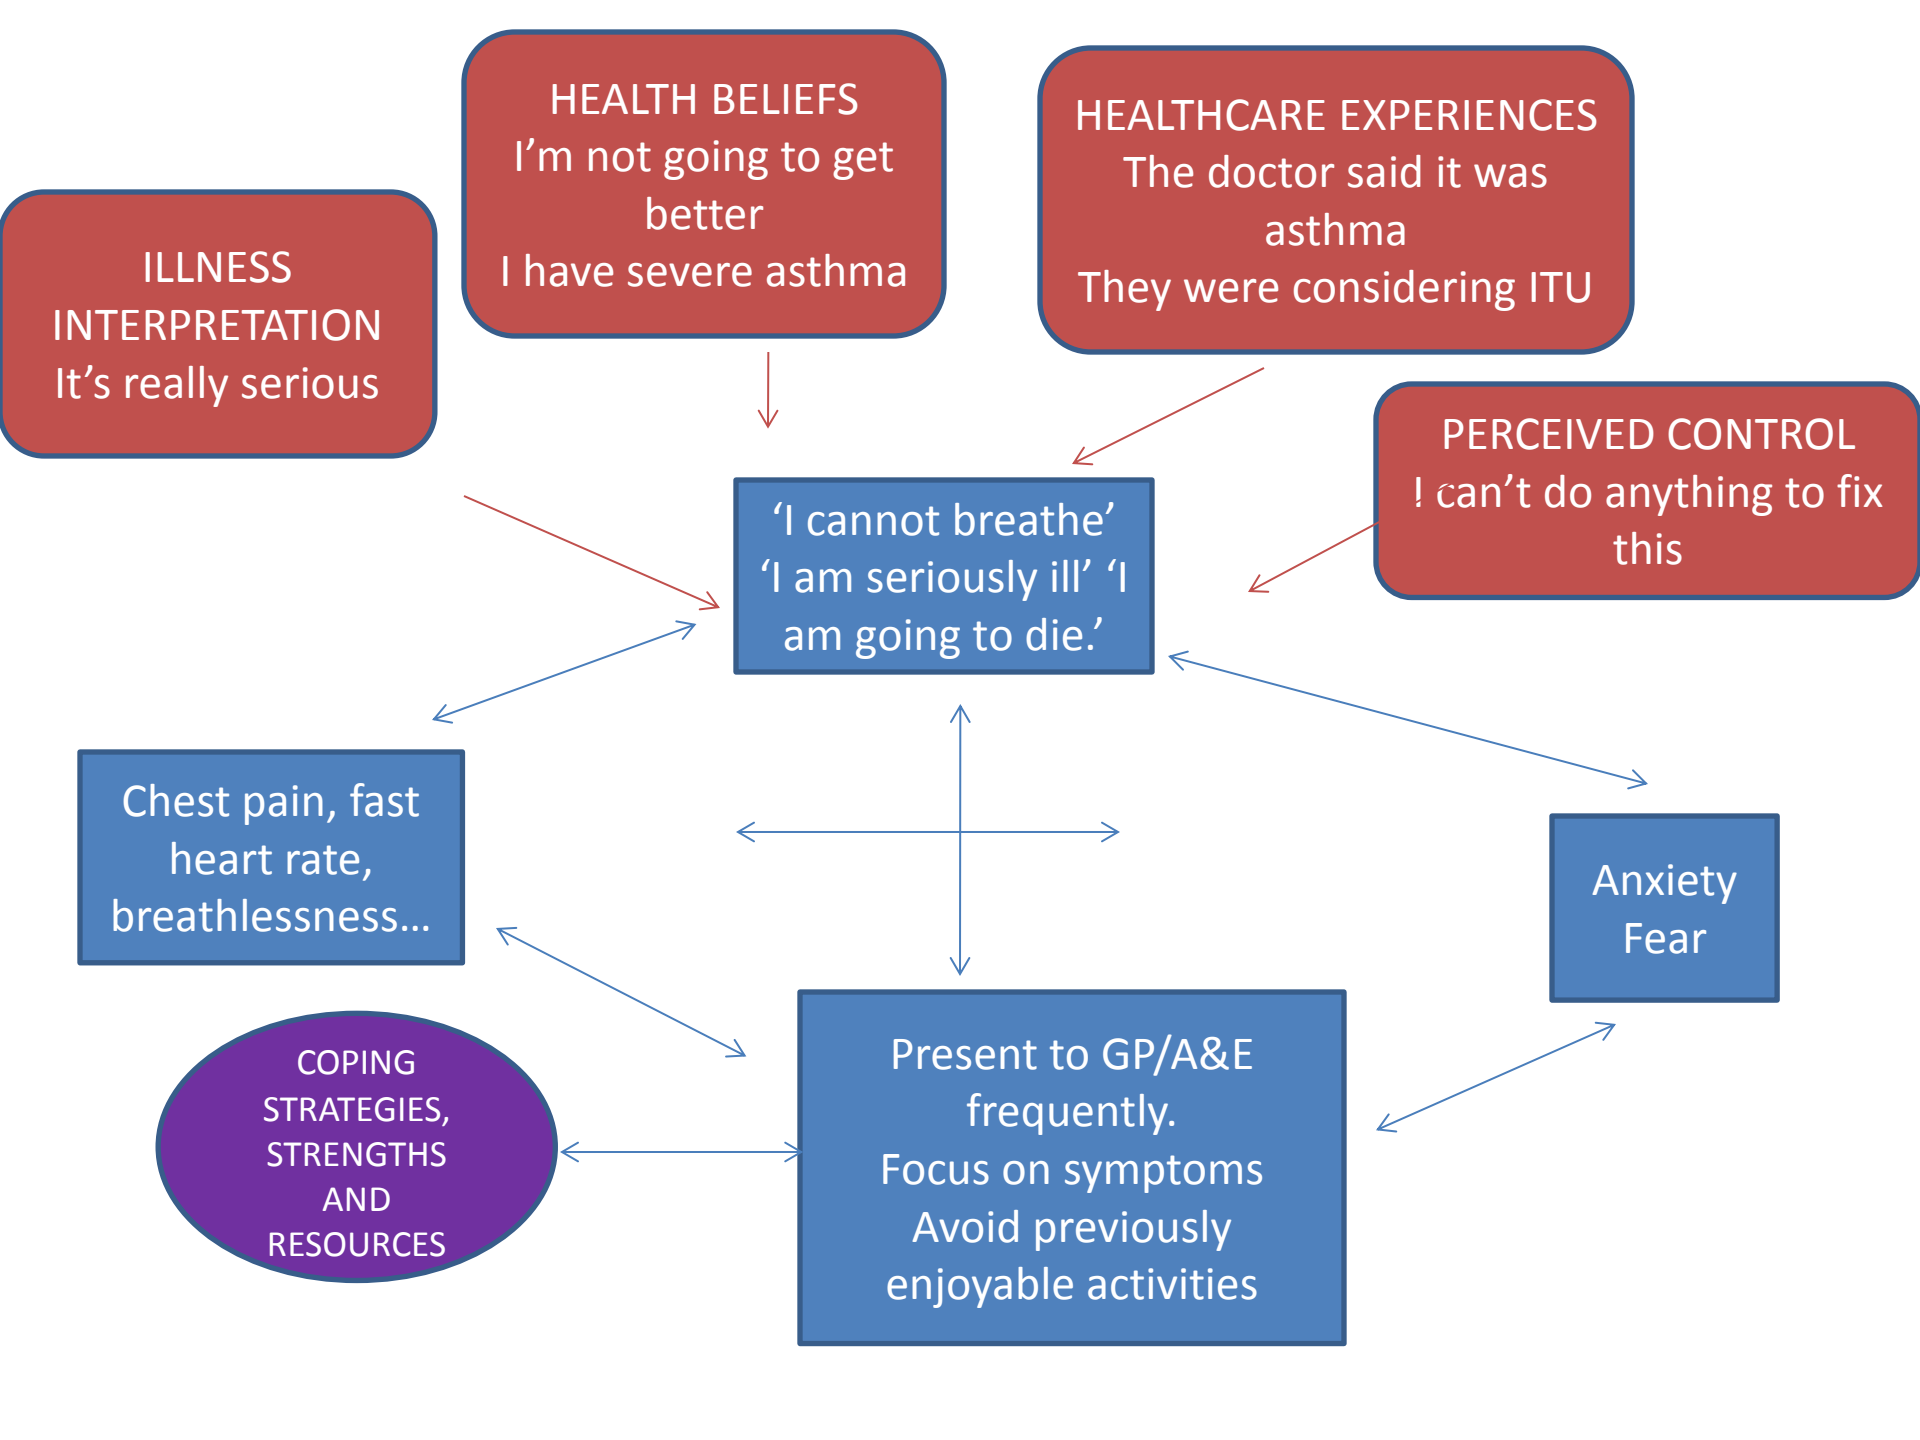 HEALTH BELIEFS
I’m not going to get
better
I have severe asthma
HEALTHCARE EXPERIENCES
The doctor said it was
asthma
They were considering ITU
ILLNESS
INTERPRETATION
It’s really serious
PERCEIVED CONTROL
I can’t do anything to fix
this
‘I cannot breathe’
‘I am seriously ill’ ‘I
am going to die.’
Chest pain, fast
heart rate,
breathlessness…
Anxiety
Fear
COPING
STRATEGIES,
STRENGTHS
AND
RESOURCES
Present to GP/A&E
frequently.
Focus on symptoms
Avoid previously
enjoyable activities